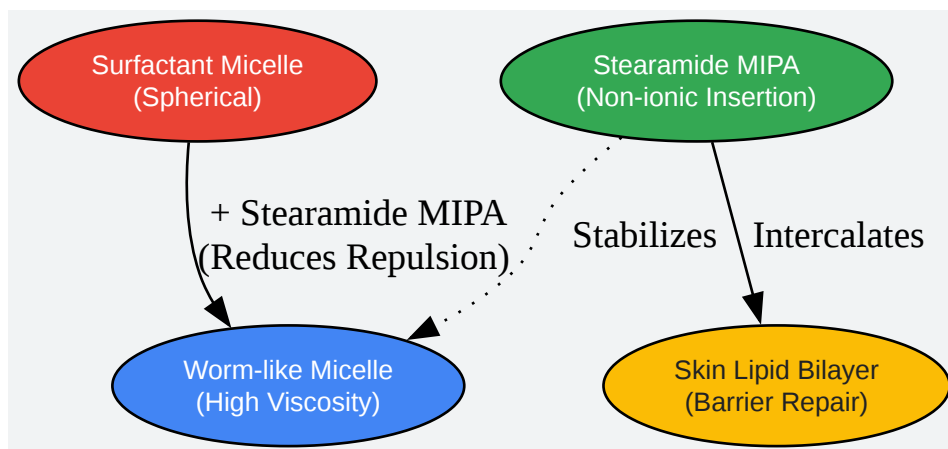 Surfactant Micelle
(Spherical)
Stearamide MIPA
(Non-ionic Insertion)
+ Stearamide MIPA
(Reduces Repulsion)
Stabilizes
Intercalates
Worm-like Micelle
(High Viscosity)
Skin Lipid Bilayer
(Barrier Repair)